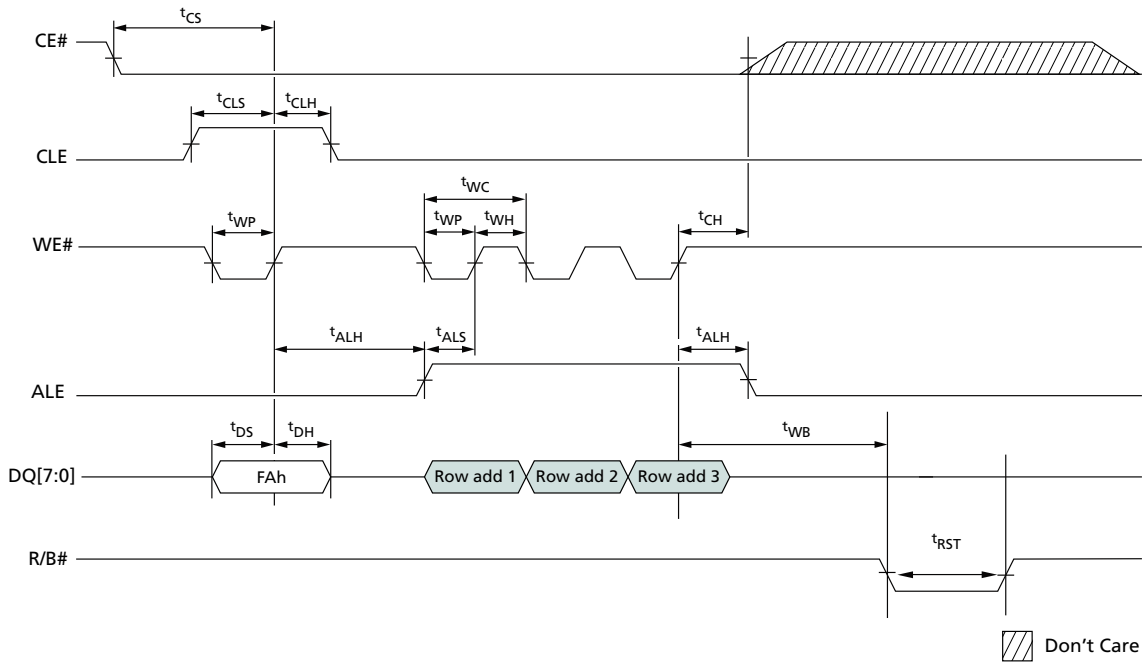 tCS
CE#
tCLS tCLH
CLE
tWC
tWP tWP tWH tCH
WE#
tALH tALS tALH
ALE
tDS tDH tWB
DQ[7:0] FAh Row add 1 Row add 2 Row add 3
R/B# tRST
Don't Care